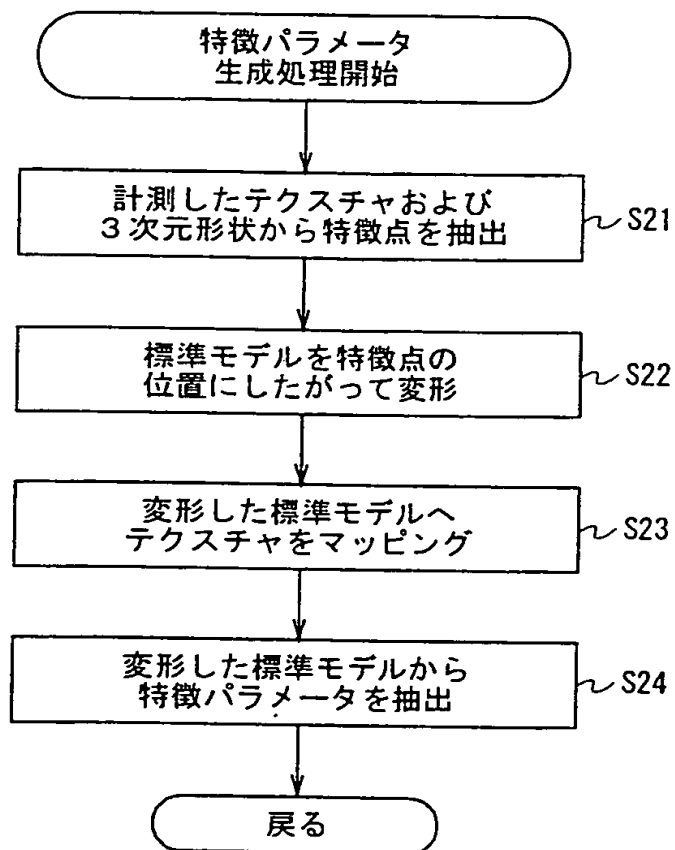 特徴パラメータ
生成処理開始
計測したテクスチャおよび
３次元形状から特徴点を抽出
S21
標準モデルを特徴点の
位置にしたがって変形
S22
変形した標準モデルへ
テクスチャをマッピング
S23
変形した標準モデルから
特徴パラメータを抽出
S24
戻る